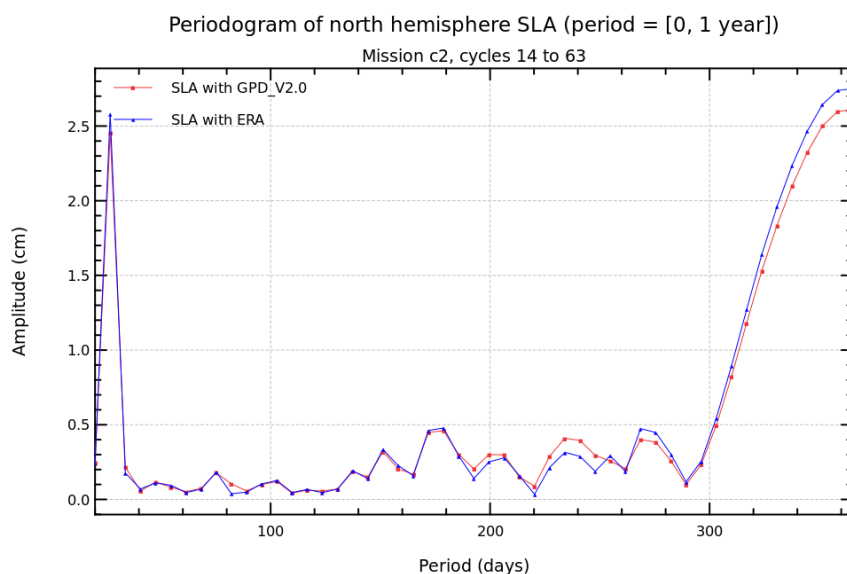 Periodogram of north hemisphere SLA (period = [0, 1 year])
Mission c2, cycles 14 to 63
SLA with GPD_V2.0
SLA with ERA
Amplitude (cm)
2.5
2.0
1.5
1.0
0.5
0.0
100
200
300
Period (days)